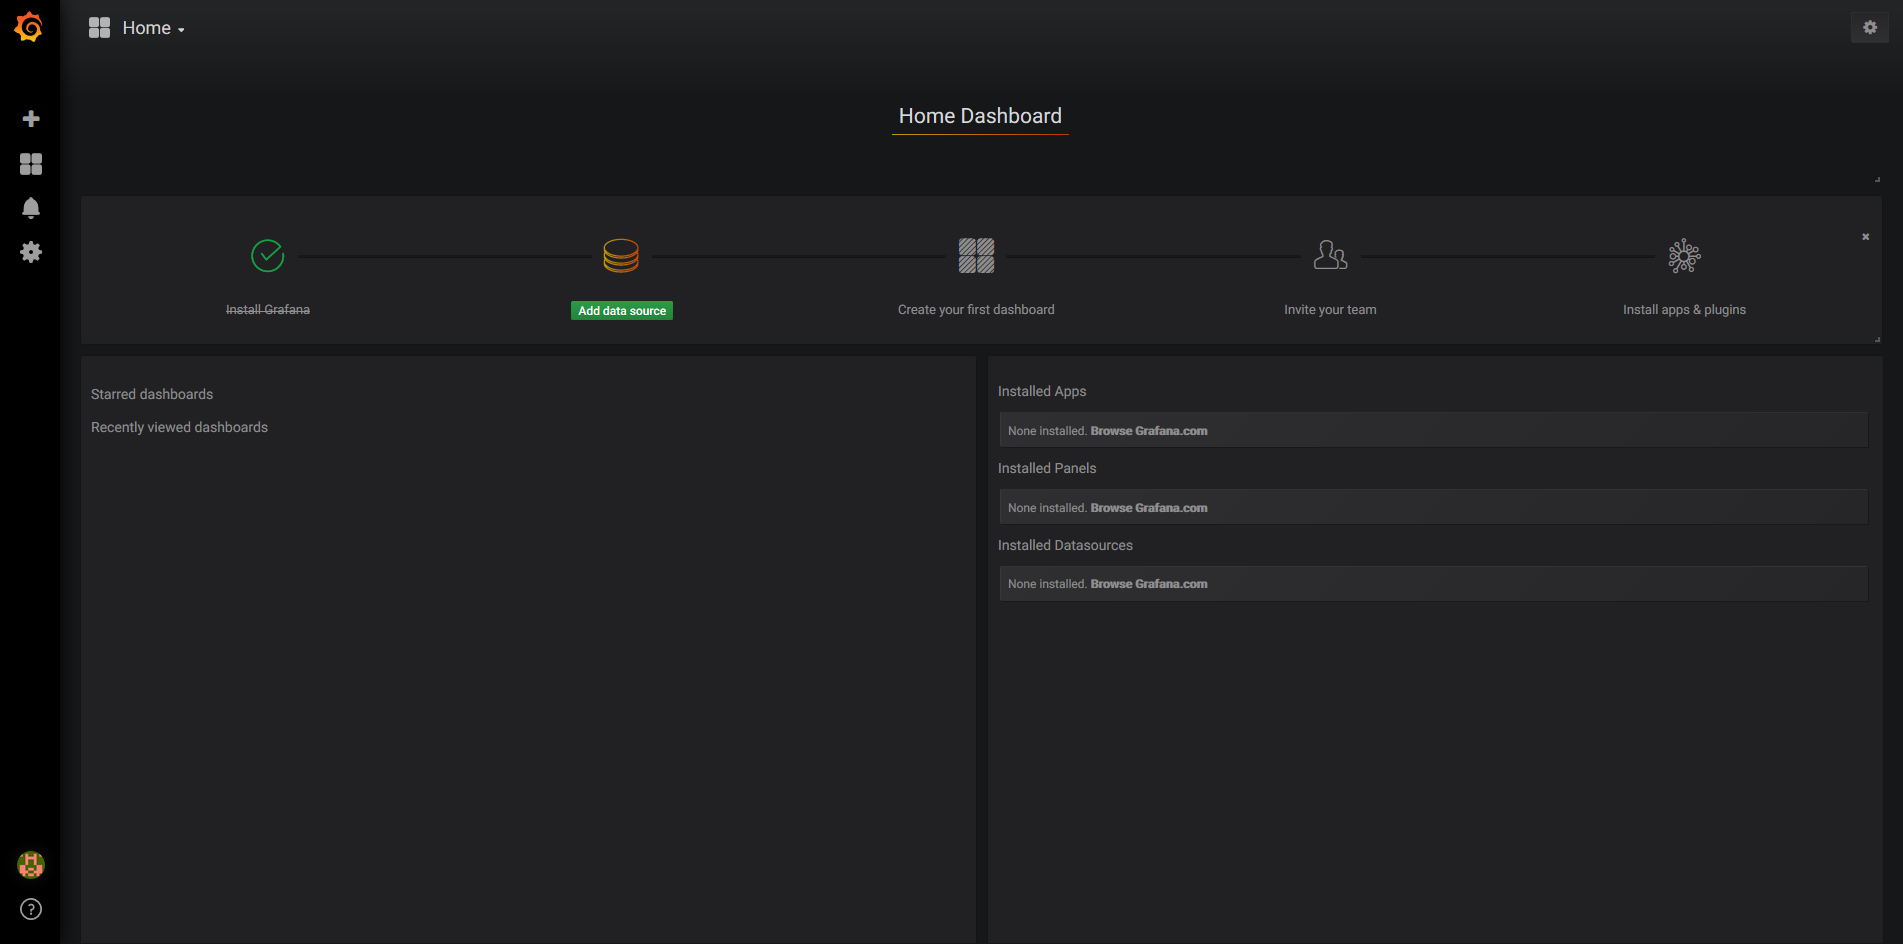 Home
Home Dashboard
Install Grafana
Add data source
Create your first dashboard
Invite your team
Install apps & plugins
Starred dashboards
Recently viewed dashboards
Installed Apps
None installed. Browse Grafana.com
Installed Panels
None installed. Browse Grafana.com
Installed Datasources
None installed. Browse Grafana.com